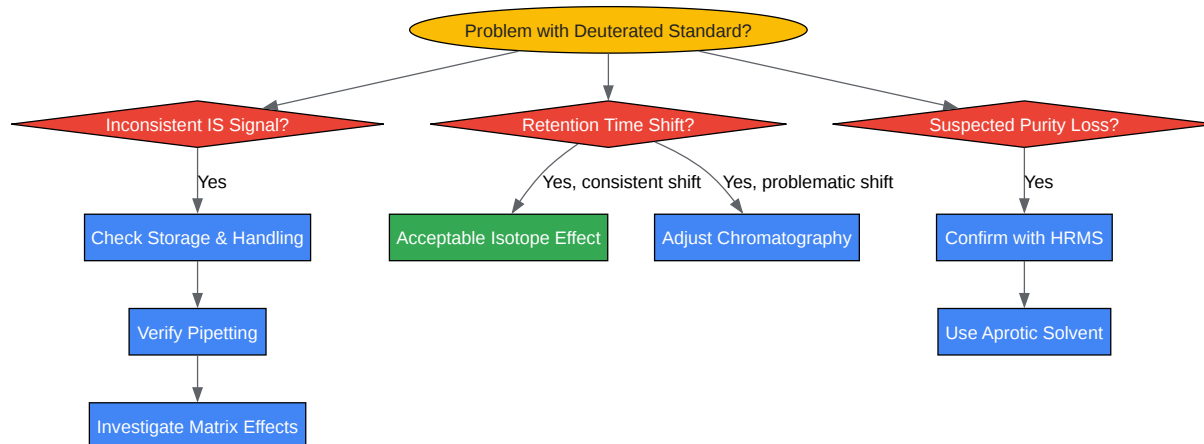 Problem with Deuterated Standard?
Inconsistent IS Signal?
Retention Time Shift?
Suspected Purity Loss?
Yes
Yes, consistent shift
Yes, problematic shift
Yes
Check Storage & Handling
Acceptable Isotope Effect
Adjust Chromatography
Confirm with HRMS
Verify Pipetting
Use Aprotic Solvent
Investigate Matrix Effects